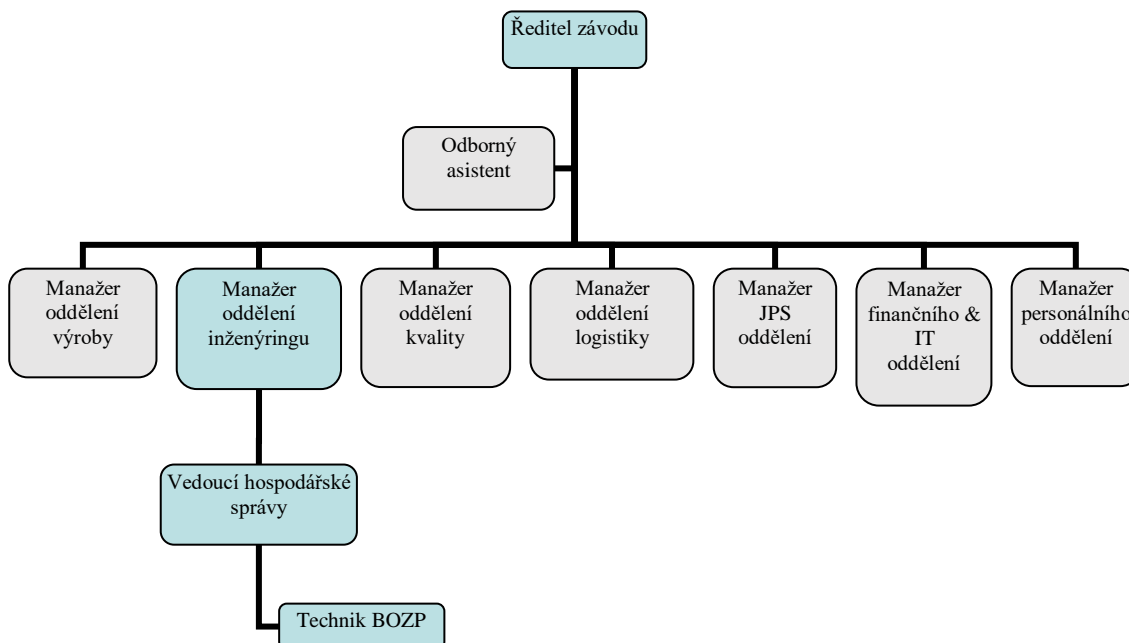 Ředitel závodu
Odborný
asistent
Manažer
oddělení
výroby
Manažer
oddělení
inženýringu
Manažer
oddělení
kvality
Manažer
oddělení
logistiky
Manažer
JPS
oddělení
Manažer
finančního &
IT
oddělení
Manažer
personálního
oddělení
Vedoucí hospodářské
správy
Technik BOZP